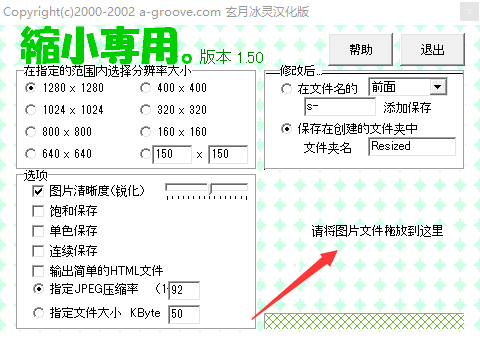 Copyright(c)2000-2002 a-groove.com 玄月冰灵汉化版
縮小専用。版本 1.50
帮助
退出
在指定的范围内选择分辨率大小
1280 x 1280
400 x 400
1024 x 1024
320 x 320
800 x 800
160 x 160
640 x 640
150 x 150
修改后...
在文件名的 前面
s- 添加保存
保存在创建的文件夹中
文件夹名 Resized
选项
图片清晰度(锐化)
饱和保存
单色保存
连续保存
输出简单的HTML文件
指定JPEG压缩率 (1- 92
指定文件大小 KByte 50
请将图片文件拖放到这里